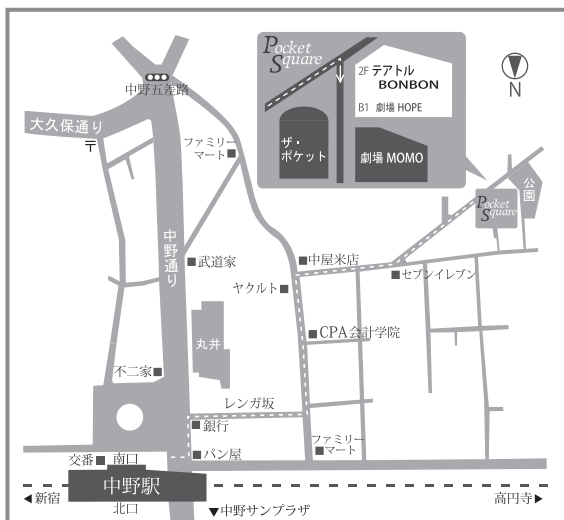 Pocket
Square
2F テアトル
BONBON
B1 劇場 HOPE
ザ・
ポケット
劇場 MOMO
N
中野五差路
大久保通り
〒
ファミリー
マート
公園
Pocket
Square
中野通り
武道家
中屋米店
セブンイレブン
ヤクルト
CPA会計学院
丸井
不二家
レンガ坂
銀行
パン屋
ファミリー
マート
交番
南口
中野駅
北口
◀新宿
高円寺▶
▼中野サンプラザ